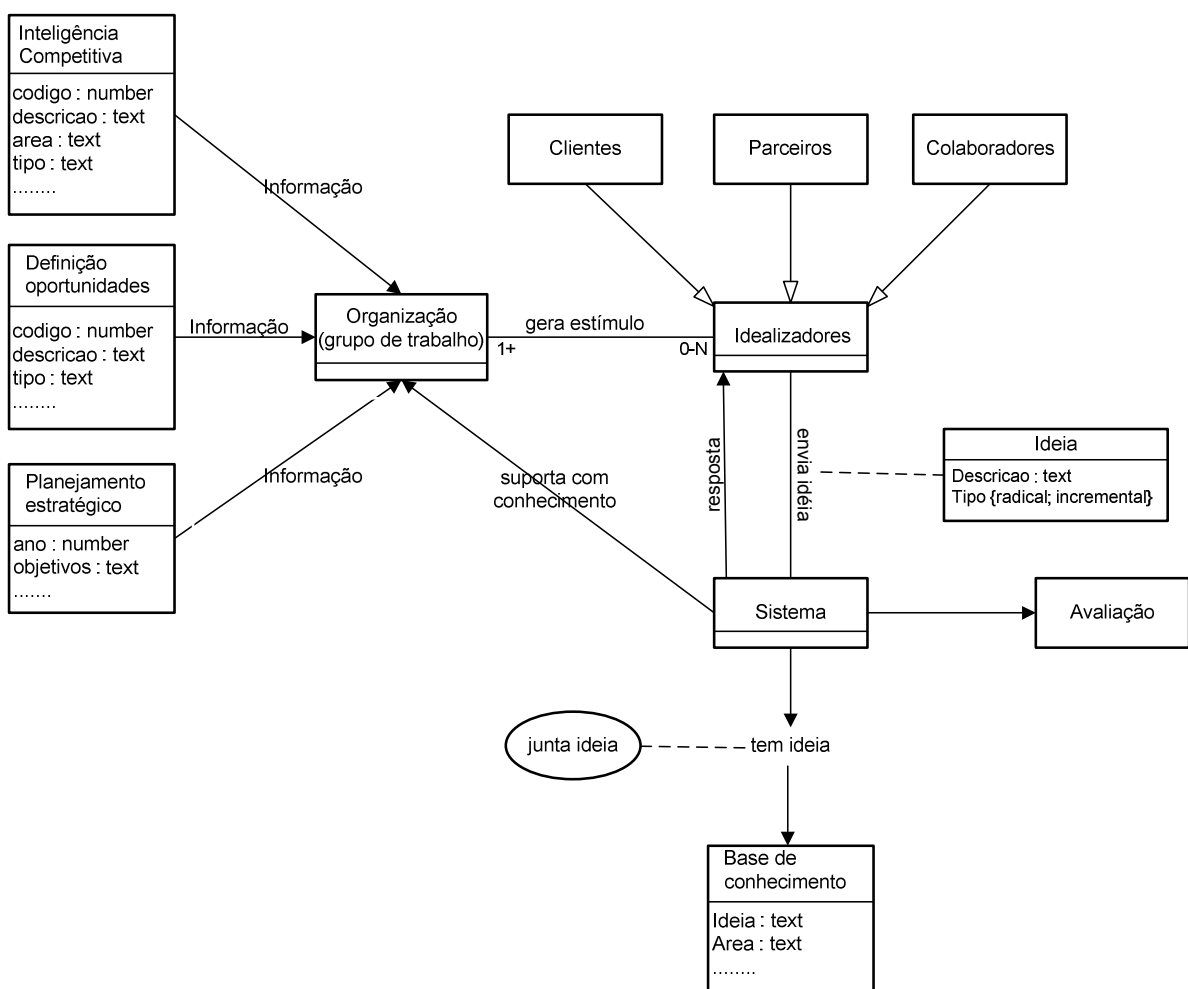 Inteligência
Competitiva
codigo : number
descricao : text
area : text
tipo : text
........
Informação
Clientes
Parceiros
Colaboradores
Definição
oportunidades
codigo : number
descricao : text
tipo : text
........
Informação
Organização
(grupo de trabalho)
gera estímulo
1+
0-N
Idealizadores
Planejamento
estratégico
ano : number
objetivos : text
.......
Informação
suporta com
conhecimento
resposta
envia idéia
Ideia
Descricao : text
Tipo {radical; incremental}
Sistema
Avaliação
junta ideia
tem ideia
Base de
conhecimento
Ideia : text
Area : text
........